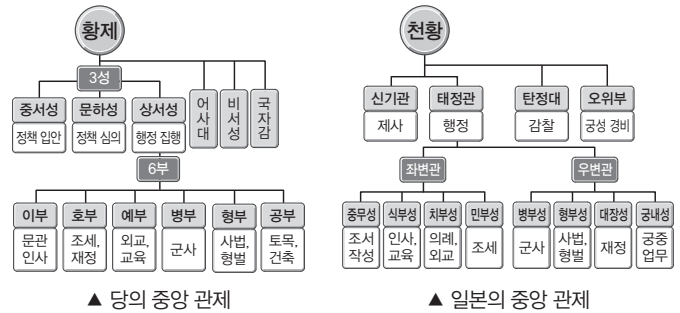 황제
3성
중서성 문하성 상서성
정책 입안 정책 심의 행정 집행
어사대
비서성
국자감
6부
이부 호부 예부 병부 형부 공부
문관 인사
조세, 재정
외교, 교육
군사
사법, 형벌
토목, 건축
▲ 당의 중앙 관제
천황
신기관 태정관 탄정대 오위부
제사 행정 감찰 궁성 경비
좌변관 우변관
중무성 식부성 치부성 민부성 병부성 형부성 대장성 궁내성
조서 작성
인사, 교육
의례, 외교
조세
군사
사법, 형벌
재정
궁중 업무
▲ 일본의 중앙 관제